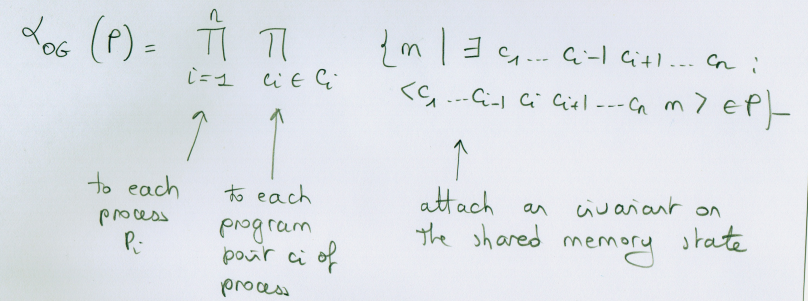 α_OG (P) = ∏_{i=1}^{n} ∏_{ci ∈ Ci} {m | ∃ c1 ... ci-1 ci+1 ... cn :
<c1 ... ci-1 ci ci+1 ... cn m> ∈ P}
to each
process
Pi
to each
program
point ci of
process
attach an invariant on
the shared memory state